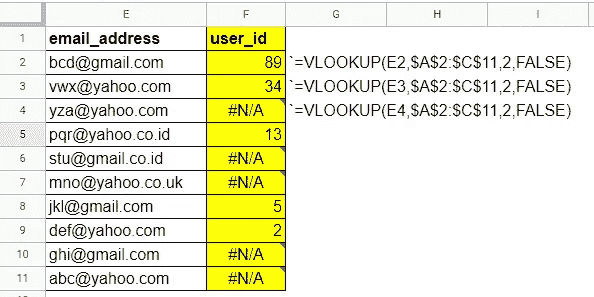 E F G H I
1 email_address user_id
2 bcd@gmail.com 89 `=VLOOKUP(E2,$A$2:$C$11,2,FALSE)
3 vwx@yahoo.com 34 `=VLOOKUP(E3,$A$2:$C$11,2,FALSE)
4 yza@yahoo.com #N/A `=VLOOKUP(E4,$A$2:$C$11,2,FALSE)
5 pqr@yahoo.co.id 13
6 stu@gmail.co.id #N/A
7 mno@yahoo.co.uk #N/A
8 jkl@gmail.com 5
9 def@yahoo.com 2
10 ghi@gmail.com #N/A
11 abc@yahoo.com #N/A